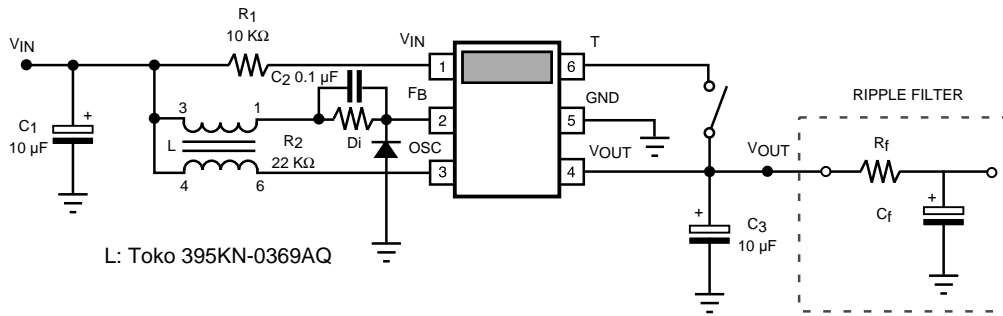 R1
10 KΩ
VIN
VIN
T
1
6
C2 0.1 µF
FB
GND
RIPPLE FILTER
3
1
2
5
C1
10 µF
+
L
R2
22 KΩ
Di
OSC
VOUT
VOUT
Rf
4
6
3
4
+
C3
10 µF
+
Cf
L: Toko 395KN-0369AQ